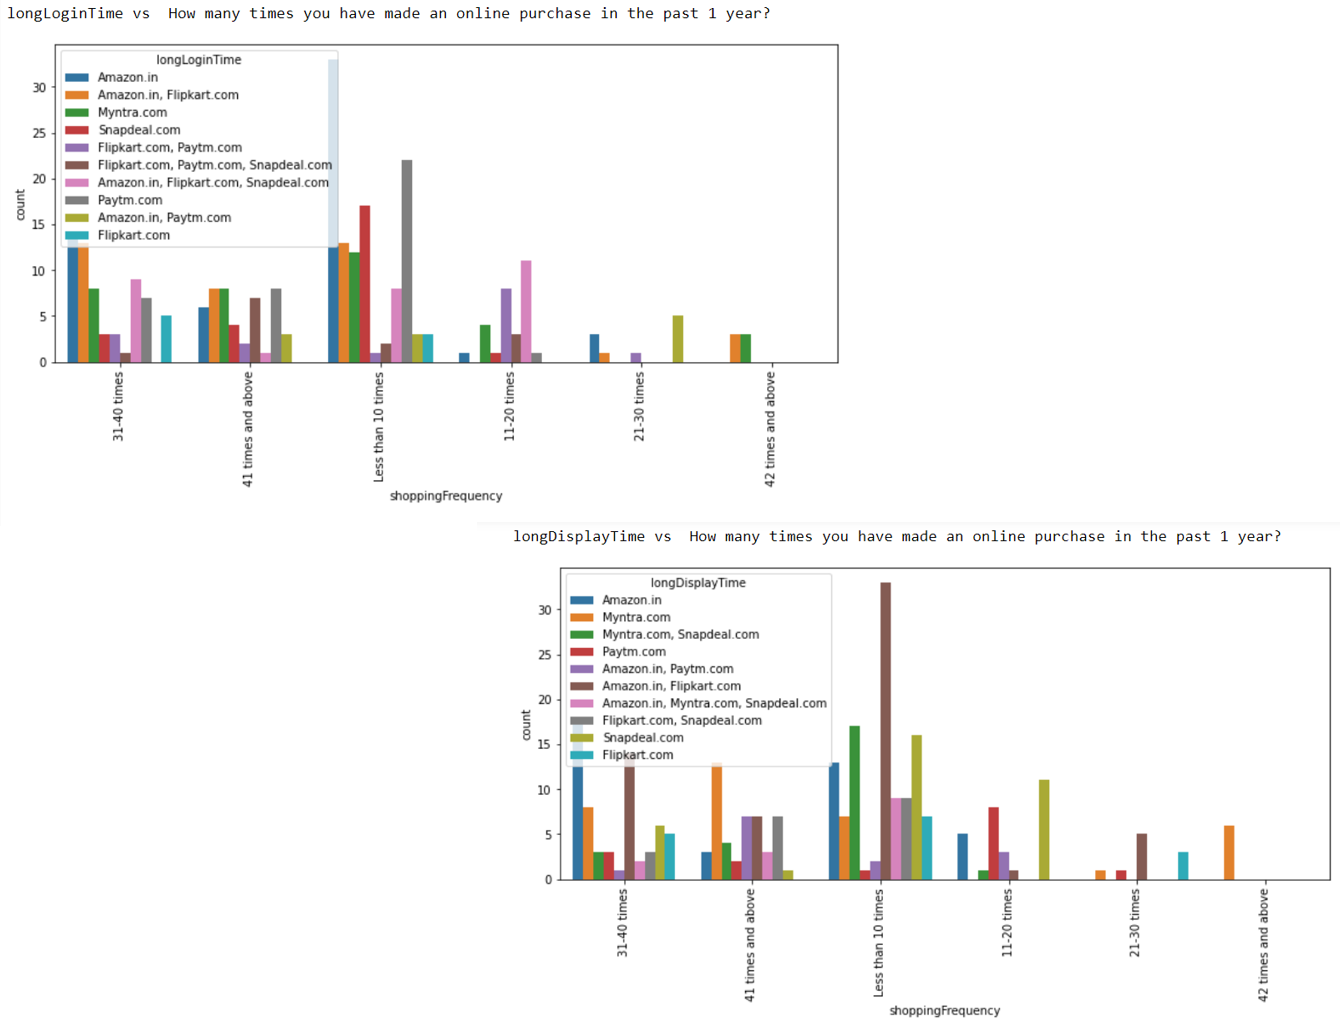 longLoginTime vs  How many times you have made an online purchase in the past 1 year?
longLoginTime
Amazon.in
Amazon.in, Flipkart.com
Myntra.com
Snapdeal.com
Flipkart.com, Paytm.com
Flipkart.com, Paytm.com, Snapdeal.com
Amazon.in, Flipkart.com, Snapdeal.com
Paytm.com
Amazon.in, Paytm.com
Flipkart.com
30
25
20
15
10
5
0
count
31-40 times
41 times and above
Less than 10 times
11-20 times
21-30 times
42 times and above
shoppingFrequency
longDisplayTime vs  How many times you have made an online purchase in the past 1 year?
longDisplayTime
Amazon.in
Myntra.com
Myntra.com, Snapdeal.com
Paytm.com
Amazon.in, Paytm.com
Amazon.in, Flipkart.com
Amazon.in, Myntra.com, Snapdeal.com
Flipkart.com, Snapdeal.com
Snapdeal.com
Flipkart.com
30
25
20
15
10
5
0
count
31-40 times
41 times and above
Less than 10 times
11-20 times
21-30 times
42 times and above
shoppingFrequency